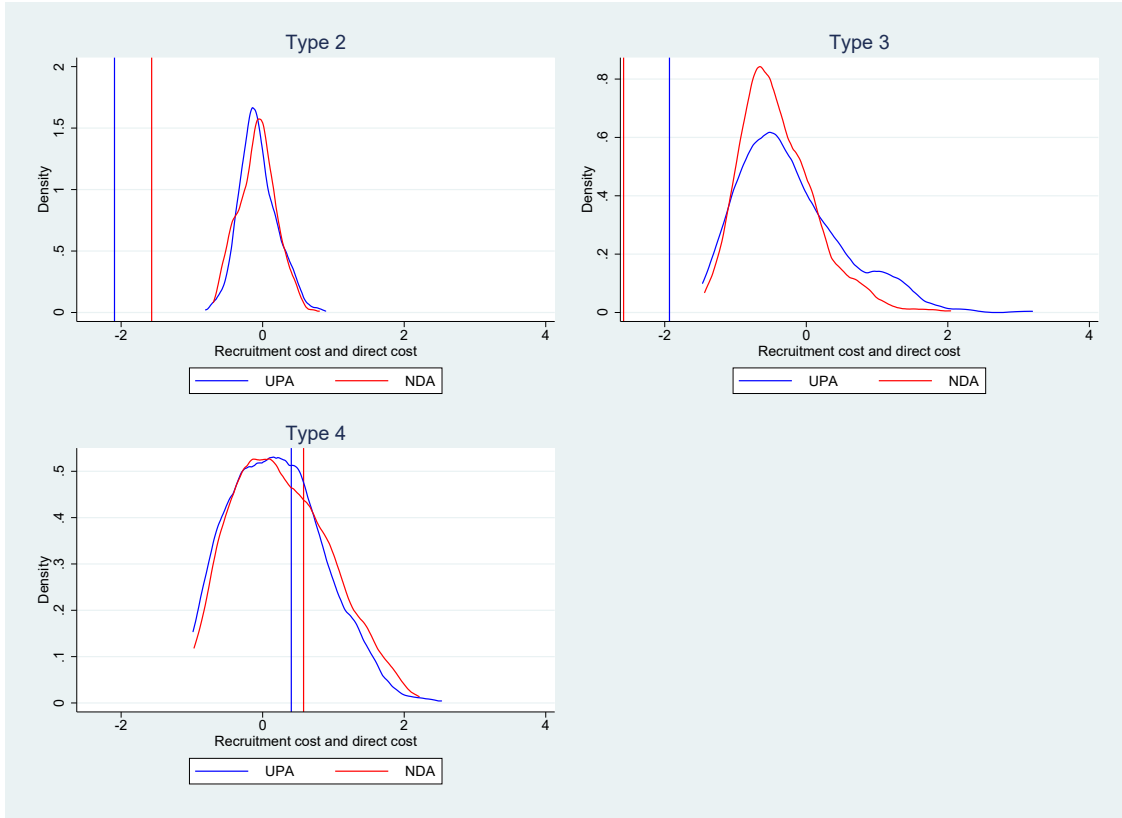 Type 2
Density
2
1.5
1
.5
0
-2 0 2 4
Recruitment cost and direct cost
UPA NDA
Type 3
Density
.8
.6
.4
.2
0
-2 0 2 4
Recruitment cost and direct cost
UPA NDA
Type 4
Density
.5
.4
.3
.2
.1
0
-2 0 2 4
Recruitment cost and direct cost
UPA NDA